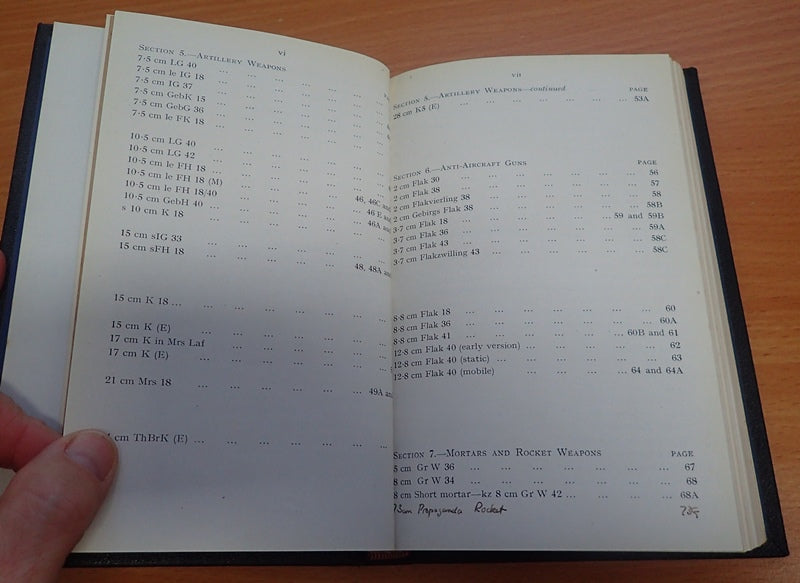 vi
SECTION 5.—ARTILLERY WEAPONS
7·5 cm LG 40 ... ... ... ... ... ...
7·5 cm le IG 18 ... ... ... ... ... ...
7·5 cm IG 37 ... ... ... ... ... ...
7·5 cm GebK 15 ... ... ... ... ... ...
7·5 cm GebG 36 ... ... ... ... ... ...
7·5 cm le FK 18 ... ... ... ... ... ...
10·5 cm LG 40 ... ... ... ... ... ...
10·5 cm LG 42 ... ... ... ... ... ...
10·5 cm le FH 18 ... ... ... ... ... ...
10·5 cm le FH 18 (M) ... ... ... ... ...
10·5 cm le FH 18/40 ... ... ... ... 46, 46C and
10·5 cm GebH 40 ... ... ... ... ... 46 E and
s 10 cm K 18 ... ... ... ... ... 46A and
15 cm sIG 33 ... ... ... ... ... ...
15 cm sFH 18 ... ... ... ... ... ...
48, 48A and
15 cm K 18 ... ... ... ... ... ... ...
15 cm K (E) ... ... ... ... ... ...
17 cm K in Mrs Laf ... ... ... ... ...
17 cm K (E) ... ... ... ... ... ...
21 cm Mrs 18 ... ... ... ... ... 49A and
cm ThBrK (E) ... ... ... ... ... ...
vii
SECTION 5.—ARTILLERY WEAPONS—continued PAGE
28 cm K5 (E) ... ... ... ... ... ... 53A
SECTION 6.—ANTI-AIRCRAFT GUNS PAGE
2 cm Flak 30 ... ... ... ... ... ... 56
2 cm Flak 38 ... ... ... ... ... ... 57
2 cm Flakvierling 38 ... ... ... ... ... 58
2 cm Gebirgs Flak 38 ... ... ... ... ... 58B
3·7 cm Flak 18 ... ... ... ... ... 59 and 59B
3·7 cm Flak 36 ... ... ... ... ... ... 59A
3·7 cm Flak 43 ... ... ... ... ... ... 58C
3·7 cm Flakzwilling 43 ... ... ... ... ... 58C
8·8 cm Flak 18 ... ... ... ... ... ... 60
8·8 cm Flak 36 ... ... ... ... ... ... 60A
8·8 cm Flak 41 ... ... ... ... ... 60B and 61
12·8 cm Flak 40 (early version) ... ... ... ... 62
12·8 cm Flak 40 (static) ... ... ... ... ... 63
12·8 cm Flak 40 (mobile) ... ... ... 64 and 64A
SECTION 7.—MORTARS AND ROCKET WEAPONS PAGE
5 cm Gr W 36 ... ... ... ... ... ... 67
8 cm Gr W 34 ... ... ... ... ... ... 68
8 cm Short mortar—kz 8 cm Gr W 42 ... ... ... 68A
Propaganda Rocket